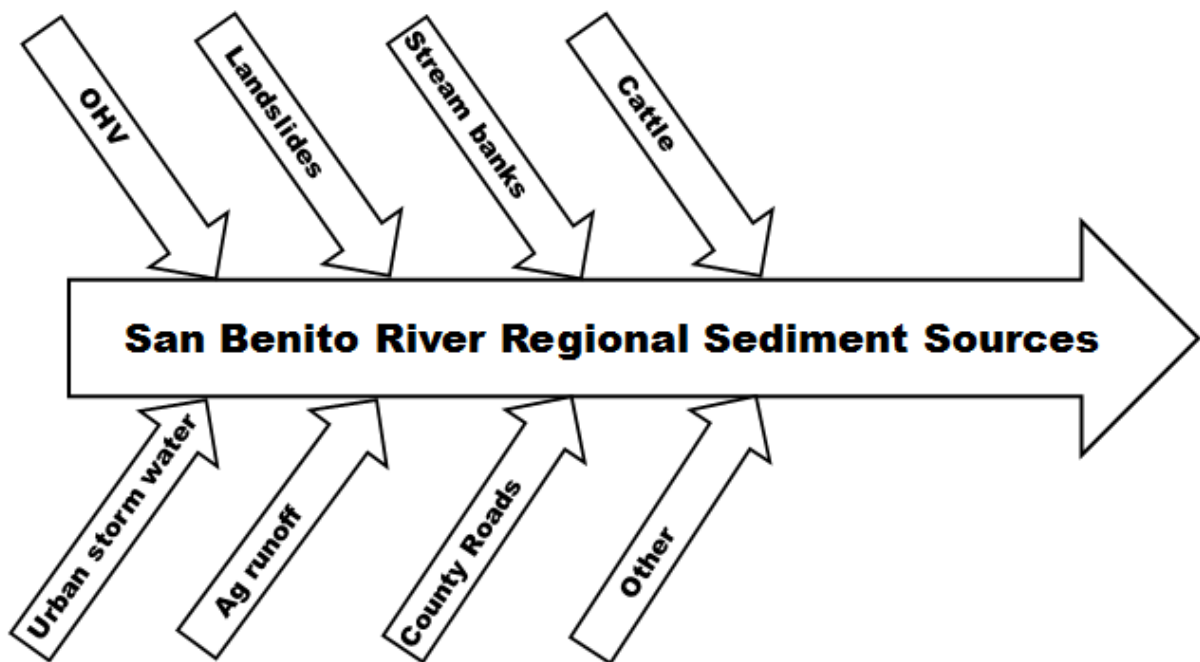 OHV
Landslides
Stream banks
Cattle
San Benito River Regional Sediment Sources
Urban storm water
Ag runoff
County Roads
Other